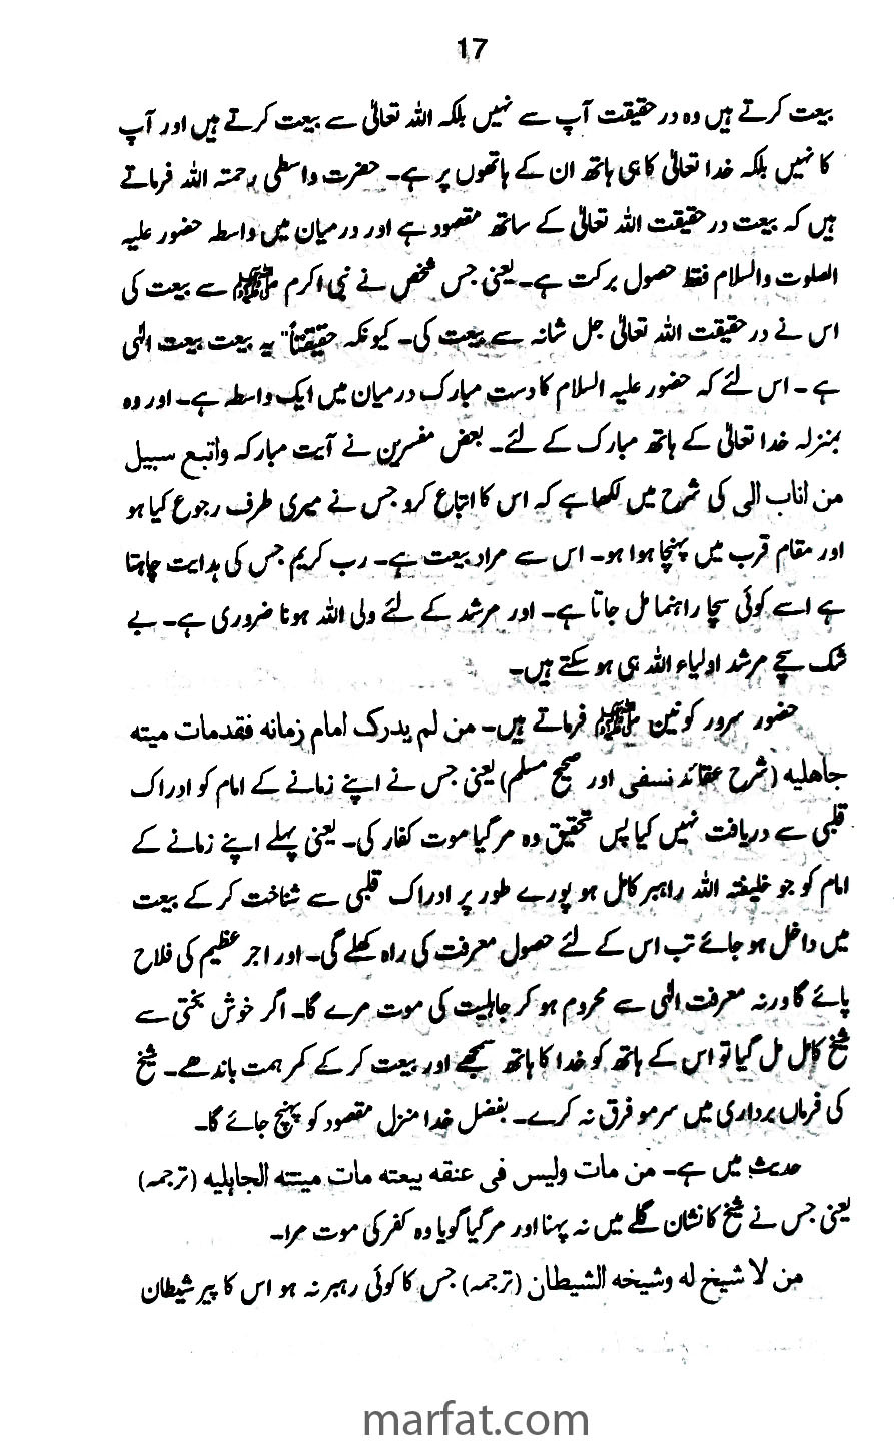 17
بیعت کرتے ہیں وہ در حقیقت آپ سے نہیں بلکہ اللہ تعالیٰ سے بیعت کرتے ہیں اور آپ
کا نہیں بلکہ خدا تعالیٰ کا ہی ہاتھ ان کے ہاتھوں پر ہے۔ حضرت واسطی رحمتہ اللہ فرماتے
ہیں کہ بیعت در حقیقت اللہ تعالیٰ کے ساتھ مقصود ہے اور درمیان میں واسطہ حضور علیہ
الصلوت والسلام فقط حصول برکت ہے۔ یعنی جس شخص نے نبی اکرم ﷺ سے بیعت کی
اس نے در حقیقت اللہ تعالیٰ جل شانہ سے بیعت کی۔ کیونکہ حقیقتاً" یہ بیعت بیعت الٰہی
ہے۔ اس لئے کہ حضور علیہ السلام کا دست مبارک درمیان میں ایک واسطہ ہے۔ اور وہ
بمنزلہ خدا تعالیٰ کے ہاتھ مبارک کے لئے۔ بعض مفسرین نے آیت مبارکہ واتبع سبیل
من اناب الی کی شرح میں لکھا ہے کہ اس کا اتباع کرو جس نے میری طرف رجوع کیا ہو
اور مقام قرب میں پہنچا ہوا ہو۔ اس سے مراد بیعت ہے۔ رب کریم جس کی ہدایت چاہتا
ہے اسے کوئی سچا راہنما مل جاتا ہے۔ اور مرشد کے لئے ولی اللہ ہونا ضروری ہے۔ بے
شک سچے مرشد اولیاء اللہ ہی ہو سکتے ہیں۔
حضور سرور کونین ﷺ فرماتے ہیں۔ من لم یدرک امام زمانہ فقدمات میتہ
جاھلیہ (شرح عقائد نسفی اور صحیح مسلم) یعنی جس نے اپنے زمانے کے امام کو ادراک
قلبی سے دریافت نہیں کیا پس تحقیق وہ مر گیا موت کفار کی۔ یعنی پہلے اپنے زمانے کے
امام کو جو خلیفتہ اللہ راہبر کامل ہو پورے طور پر ادراک قلبی سے شناخت کر کے بیعت
میں داخل ہو جائے تب اس کے لئے حصول معرفت کی راہ کھلے گی۔ اور اجر عظیم کی فلاح
پائے گا ورنہ معرفت الٰہی سے محروم ہو کر جاہلیت کی موت مرے گا۔ اگر خوش بختی سے
شیخ کامل مل گیا تو اس کے ہاتھ کو خدا کا ہاتھ سمجھے اور بیعت کر کے کمر ہمت باندھے۔ شیخ
کی فرماں برداری میں سرمو فرق نہ کرے۔ بفضل خدا منزل مقصود کو پہنچ جائے گا۔
حدیث میں ہے۔ من مات ولیس فی عنقہ بیعتہ مات میتتہ الجاہلیہ (ترجمہ)
یعنی جس نے شیخ کا نشان گلے میں نہ پہنا اور مر گیا گویا وہ کفر کی موت مرا۔
من لا شیخ لہ وشیخہ الشیطان (ترجمہ) جس کا کوئی رہبر نہ ہو اس کا پیر شیطان
marfat.com